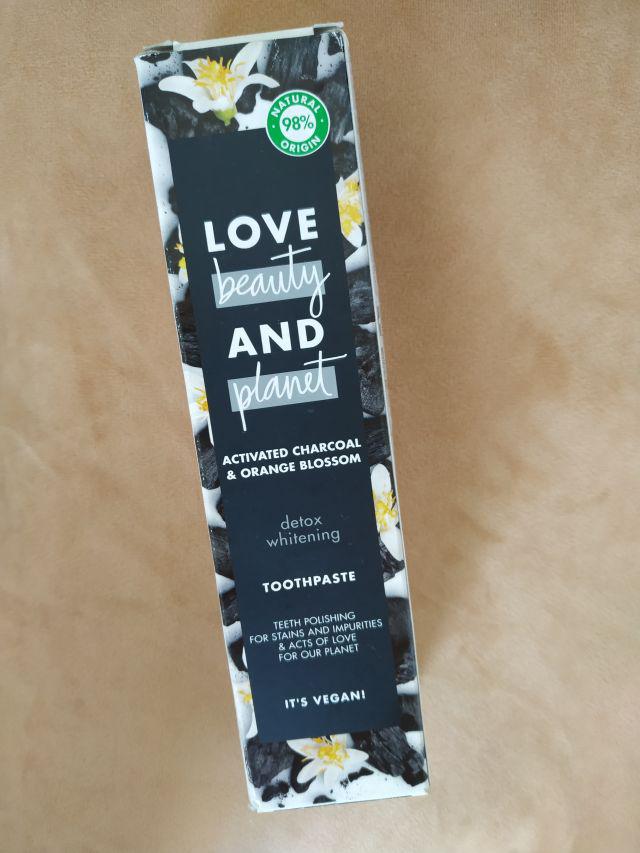 NATURAL
98%
ORIGIN
LOVE
beauty
AND
planet
ACTIVATED CHARCOAL
& ORANGE BLOSSOM
detox
whitening
TOOTHPASTE
TEETH POLISHING
FOR STAINS AND IMPURITIES
& ACTS OF LOVE
FOR OUR PLANET
IT'S VEGAN!